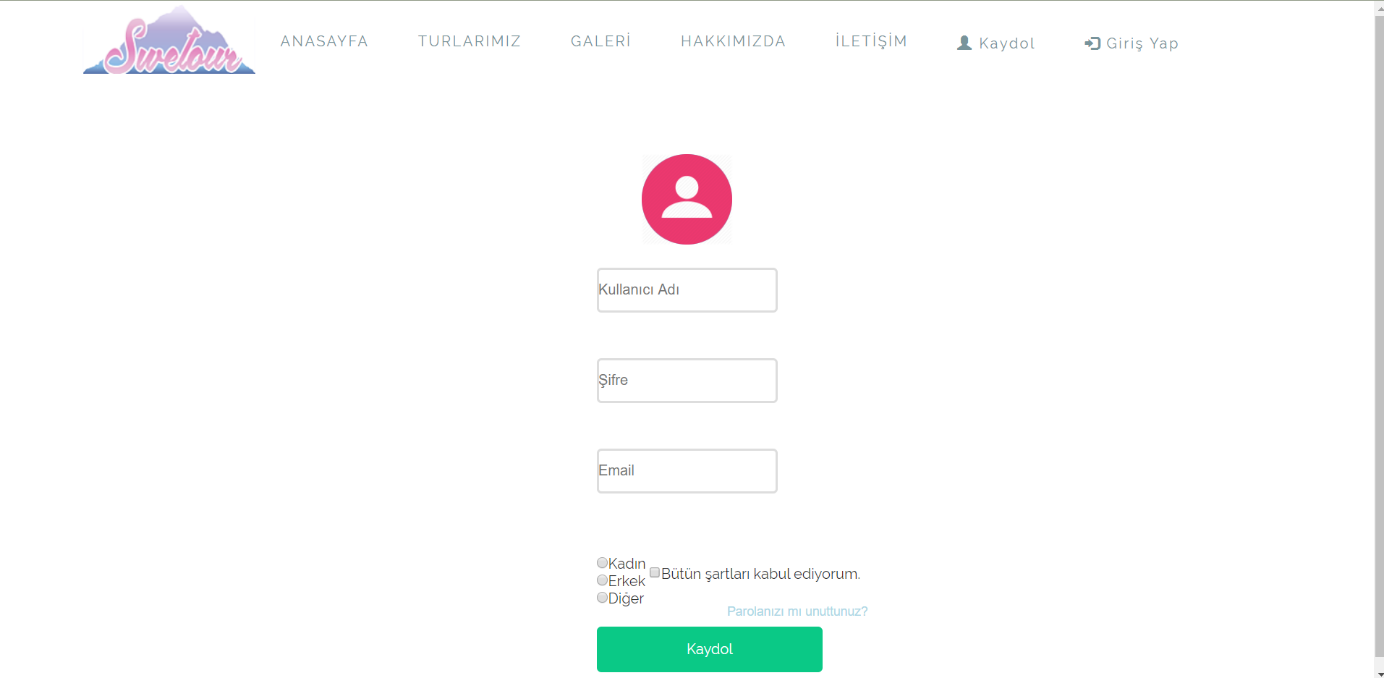 Swetour
ANASAYFA TURLARIMIZ GALERİ HAKKIMIZDA İLETİŞİM Kaydol Giriş Yap
Kullanıcı Adı
Şifre
Email
Kadın
Erkek
Diğer
Bütün şartları kabul ediyorum.
Parolanızı mı unuttunuz?
Kaydol